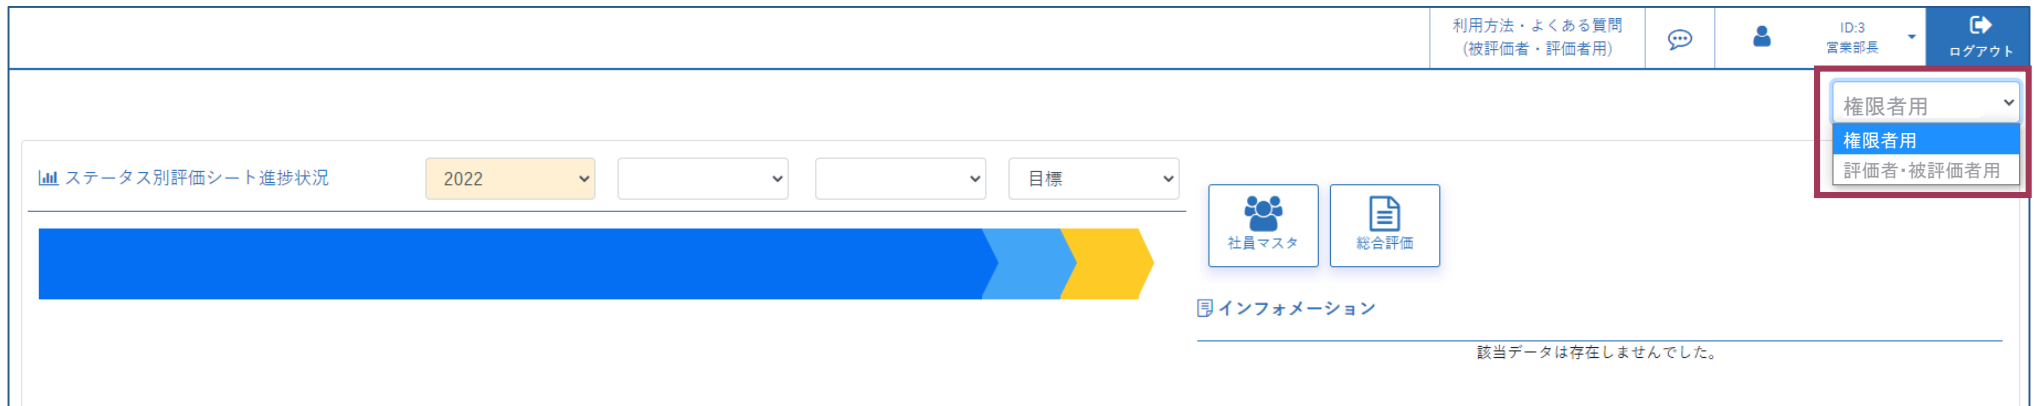 利用方法・よくある質問
(被評価者・評価者用)
ID:3
営業部長
ログアウト
権限者用
権限者用
評価者・被評価者用
ステータス別評価シート進捗状況
2022
目標
社員マスタ
総合評価
インフォメーション
該当データは存在しませんでした。